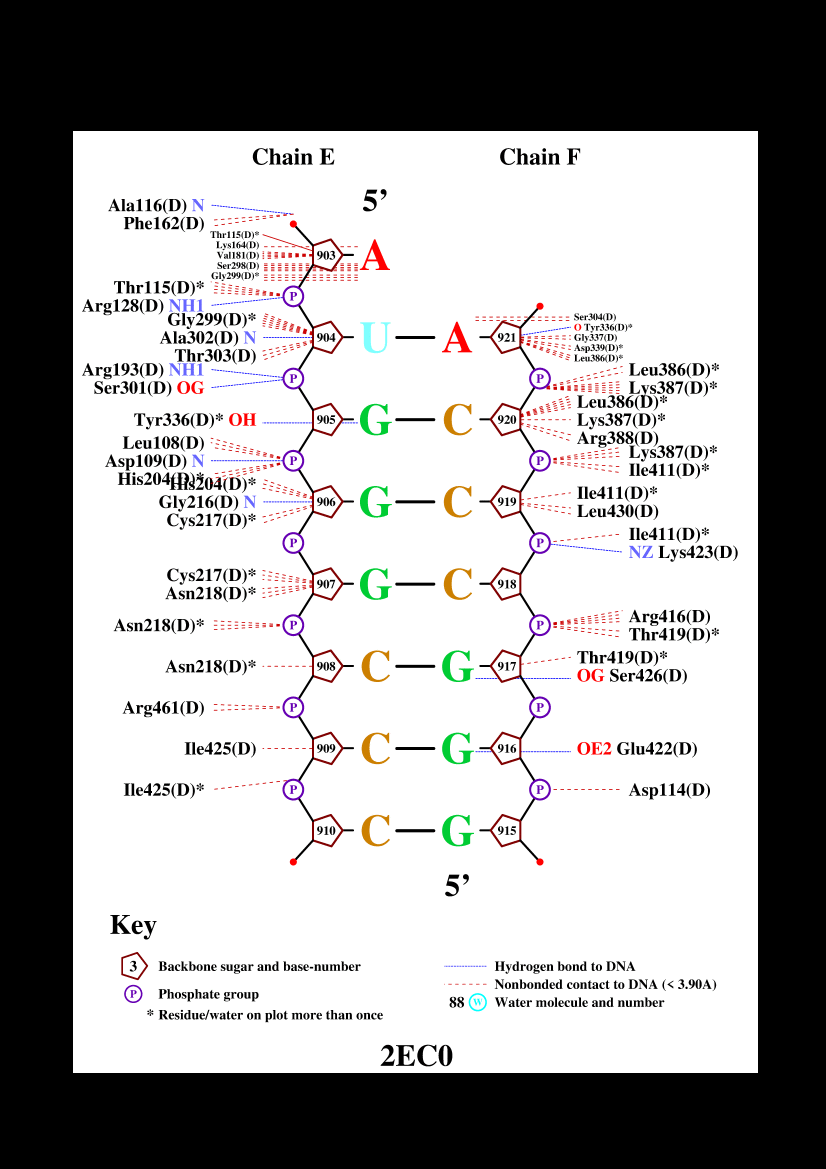 Chain E Chain F
5’
Ala116(D) N
Phe162(D)
Thr115(D)*
Lys164(D)
Val181(D)
Ser298(D)
Gly299(D)*
903 A
Thr115(D)*
P
Arg128(D) NH1
Gly299(D)*
Ala302(D) N
Thr303(D)
904 U A 921
Ser304(D)
O Tyr336(D)*
Gly337(D)
Asp339(D)*
Leu386(D)*
Arg193(D) NH1
Ser301(D) OG
P P
Leu386(D)*
Lys387(D)*
Tyr336(D)* OH
905 G C 920
Leu386(D)*
Lys387(D)*
Arg388(D)
Leu108(D)
Asp109(D) N
His204(D)*
P P
Lys387(D)*
Ile411(D)*
His204(D)*
Gly216(D) N
Cys217(D)*
906 G C 919
Ile411(D)*
Leu430(D)
P P
Ile411(D)*
NZ Lys423(D)
Cys217(D)*
Asn218(D)*
907 G C 918
Asn218(D)*
P P
Arg416(D)
Thr419(D)*
Asn218(D)*
908 C G 917
Thr419(D)*
OG Ser426(D)
Arg461(D)
P P
Ile425(D)
909 C G 916
OE2 Glu422(D)
Ile425(D)*
P P
Asp114(D)
910 C G 915
5’
Key
3 Backbone sugar and base-number
P Phosphate group
* Residue/water on plot more than once
Hydrogen bond to DNA
Nonbonded contact to DNA (< 3.90A)
88 W Water molecule and number
2EC0